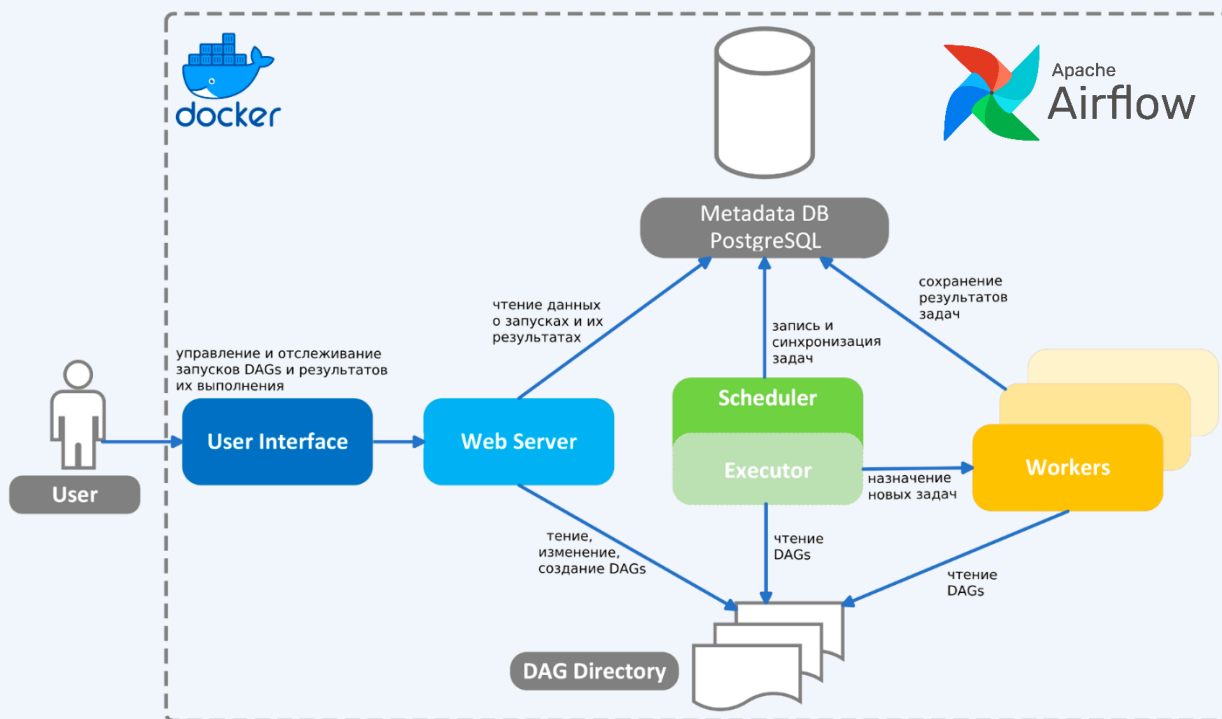 docker
Apache
Airflow
Metadata DB
PostgreSQL
чтение данных
о запусках и их
результатах
запись и
синхронизация
задач
сохранение
результатов
задач
управление и отслеживание
запусков DAGs и результатов
их выполнения
User
User Interface
Web Server
Scheduler
Executor
назначение
новых задач
Workers
тение,
изменение,
создание DAGs
чтение
DAGs
чтение
DAGs
DAG Directory